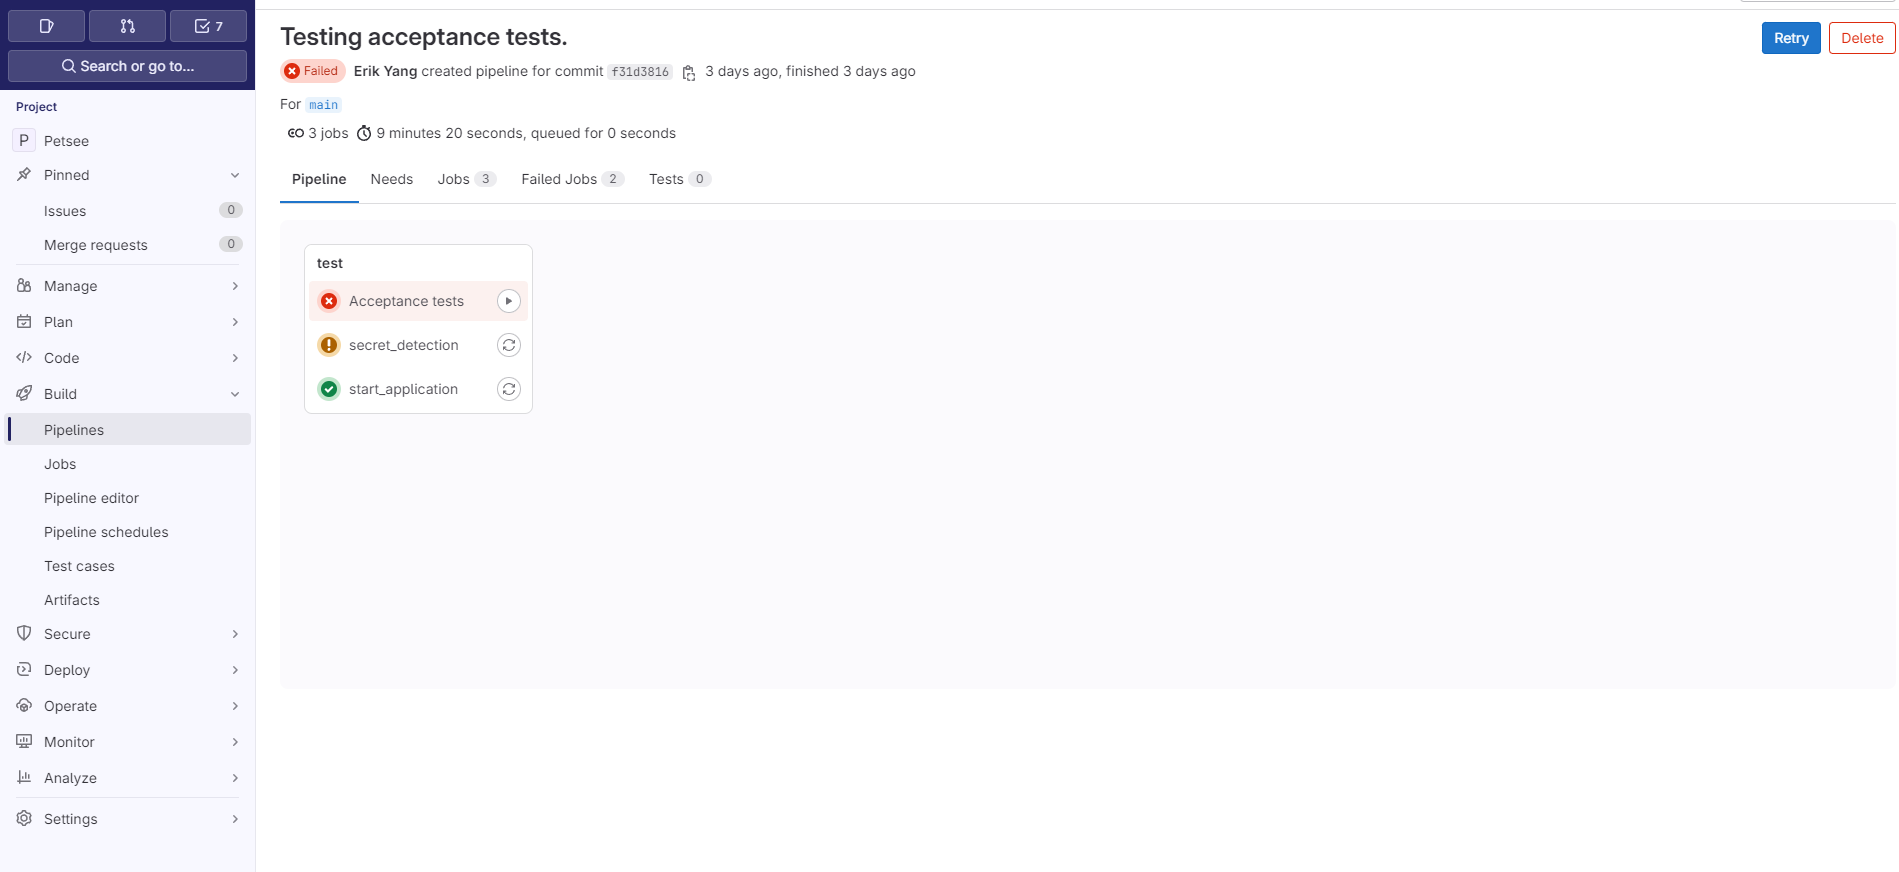 7
Search or go to...
Project
P Petsee
Pinned
Issues 0
Merge requests 0
Manage
Plan
Code
Build
Pipelines
Jobs
Pipeline editor
Pipeline schedules
Test cases
Artifacts
Secure
Deploy
Operate
Monitor
Analyze
Settings
Testing acceptance tests.
Retry Delete
Failed Erik Yang created pipeline for commit f31d3816 3 days ago, finished 3 days ago
For main
3 jobs 9 minutes 20 seconds, queued for 0 seconds
Pipeline Needs Jobs 3 Failed Jobs 2 Tests 0
test
Acceptance tests
secret_detection
start_application